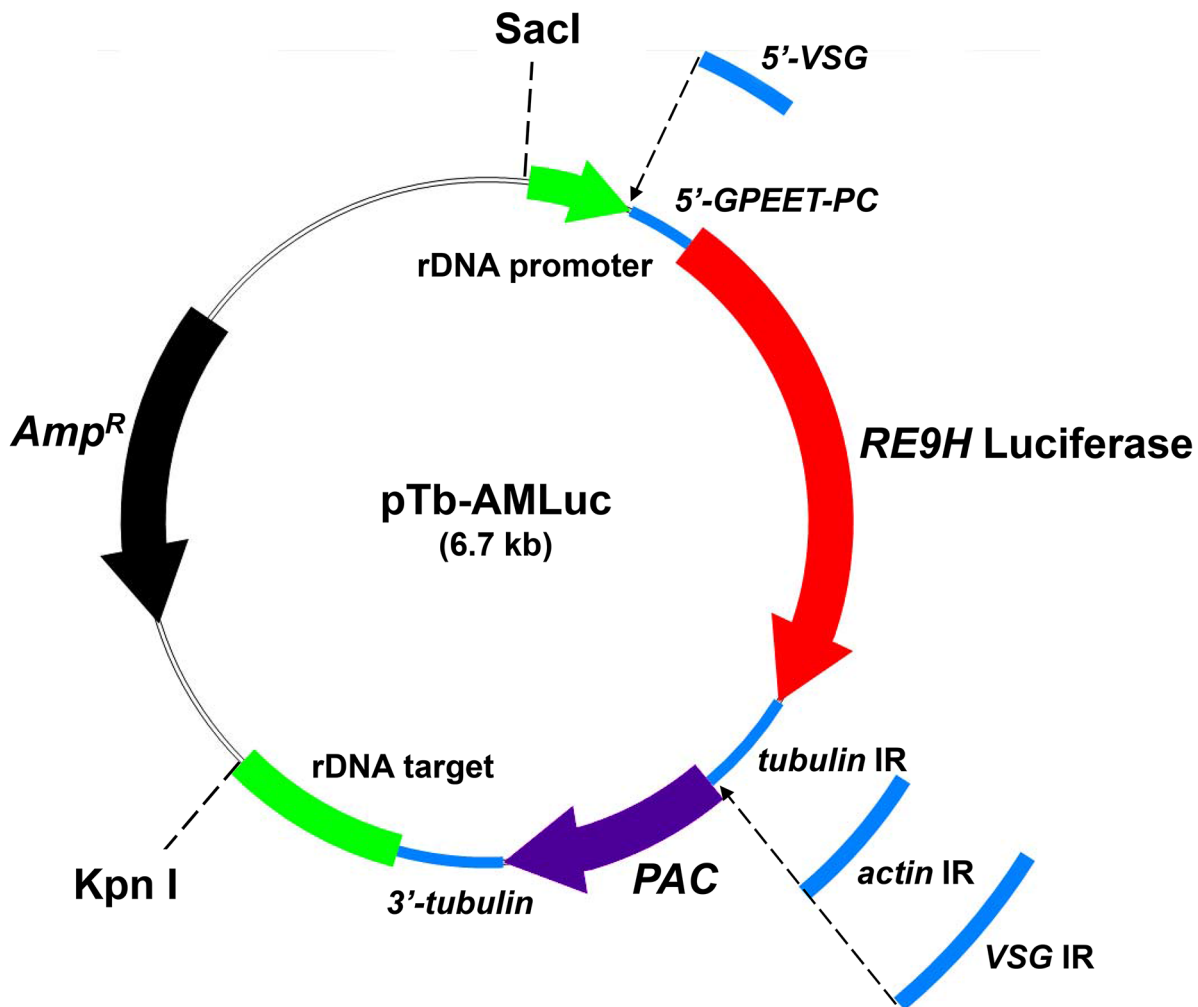 SacI
5’-VSG
5’-GPEET-PC
rDNA promoter
AmpR
RE9H Luciferase
pTb-AMLuc
(6.7 kb)
rDNA target
tubulin IR
Kpn I
PAC
actin IR
3’-tubulin
VSG IR